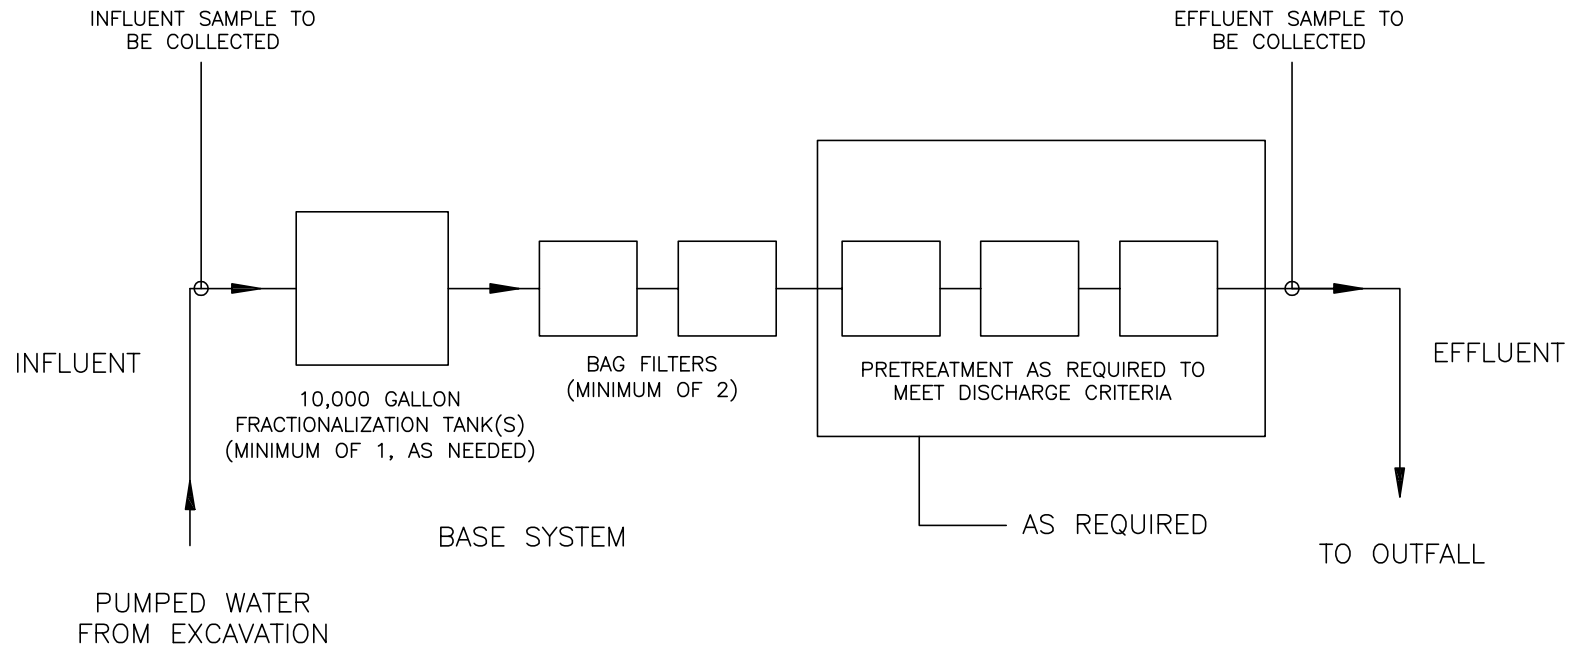 INFLUENT SAMPLE TO
BE COLLECTED
EFFLUENT SAMPLE TO
BE COLLECTED
INFLUENT
10,000 GALLON
FRACTIONALIZATION TANK(S)
(MINIMUM OF 1, AS NEEDED)
BAG FILTERS
(MINIMUM OF 2)
PRETREATMENT AS REQUIRED TO
MEET DISCHARGE CRITERIA
EFFLUENT
BASE SYSTEM
AS REQUIRED
TO OUTFALL
PUMPED WATER
FROM EXCAVATION